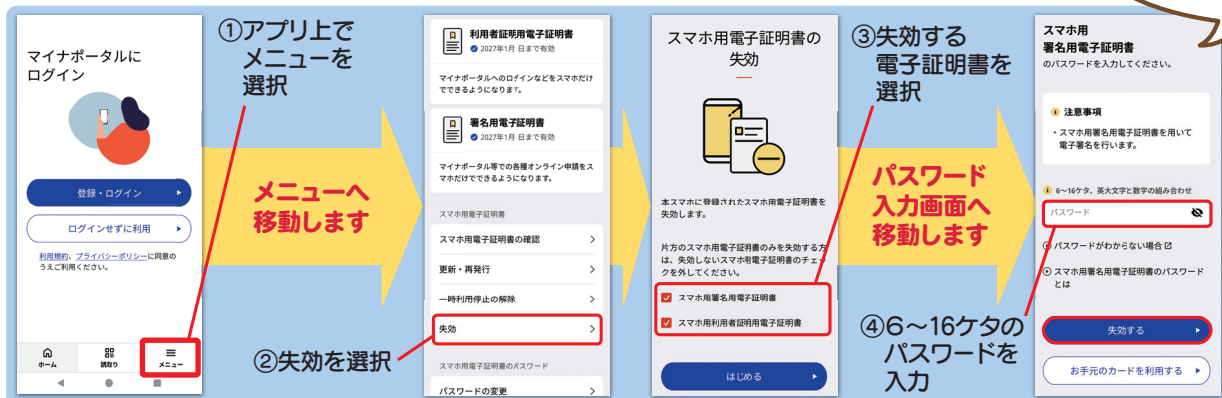 マイナポータルに
ログイン
登録・ログイン
ログインせずに利用
利用規約、プライバシーポリシーに同意の
うえご利用ください。
ホーム
読取り
メニュー
①アプリ上で
メニューを
選択
メニューへ
移動します
利用者証明用電子証明書
2027年1月 日まで有効
マイナポータルへのログインなどをスマホだけ
でできるようになります。
署名用電子証明書
2027年1月 日まで有効
マイナポータル等での各種オンライン申請をス
マホだけでできるようになります。
スマホ用電子証明書
スマホ用電子証明書の確認
更新・再発行
一時利用停止の解除
失効
スマホ用電子証明書のパスワード
パスワードの変更
②失効を選択
スマホ用電子証明書の
失効
本スマホに登録されたスマホ用電子証明書を
失効します。
片方のスマホ用電子証明書のみを失効する方
は、失効しないスマホ用電子証明書のチェッ
クを外してください。
スマホ用署名用電子証明書
スマホ用利用者証明用電子証明書
はじめる
③失効する
電子証明書を
選択
パスワード
入力画面へ
移動します
④6～16ケタの
パスワードを
入力
スマホ用
署名用電子証明書
のパスワードを入力してください。
注意事項
・スマホ用署名用電子証明書を用いて
電子署名を行います。
6～16ケタ、英大文字と数字の組み合わせ
パスワード
パスワードがわからない場合
スマホ用署名用電子証明書のパスワード
とは
失効する
お手元のカードを利用する